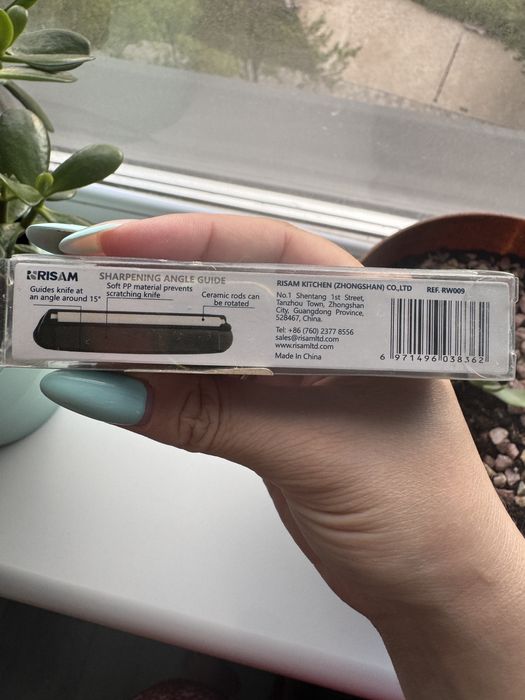 RISAM SHARPENING ANGLE GUIDE
Guides knife at
an angle around 15°
Soft PP material prevents
scratching knife
Ceramic rods can
be rotated
RISAM KITCHEN (ZHONGSHAN) CO.,LTD
No.1 Shentang 1st Street,
Tanzhou Town, Zhongshan
City, Guangdong Province,
528467, China.
Tel: +86 (760) 2377 8556
sales@risamltd.com
www.risamltd.com
Made In China
REF. RW009
6 971496 038362